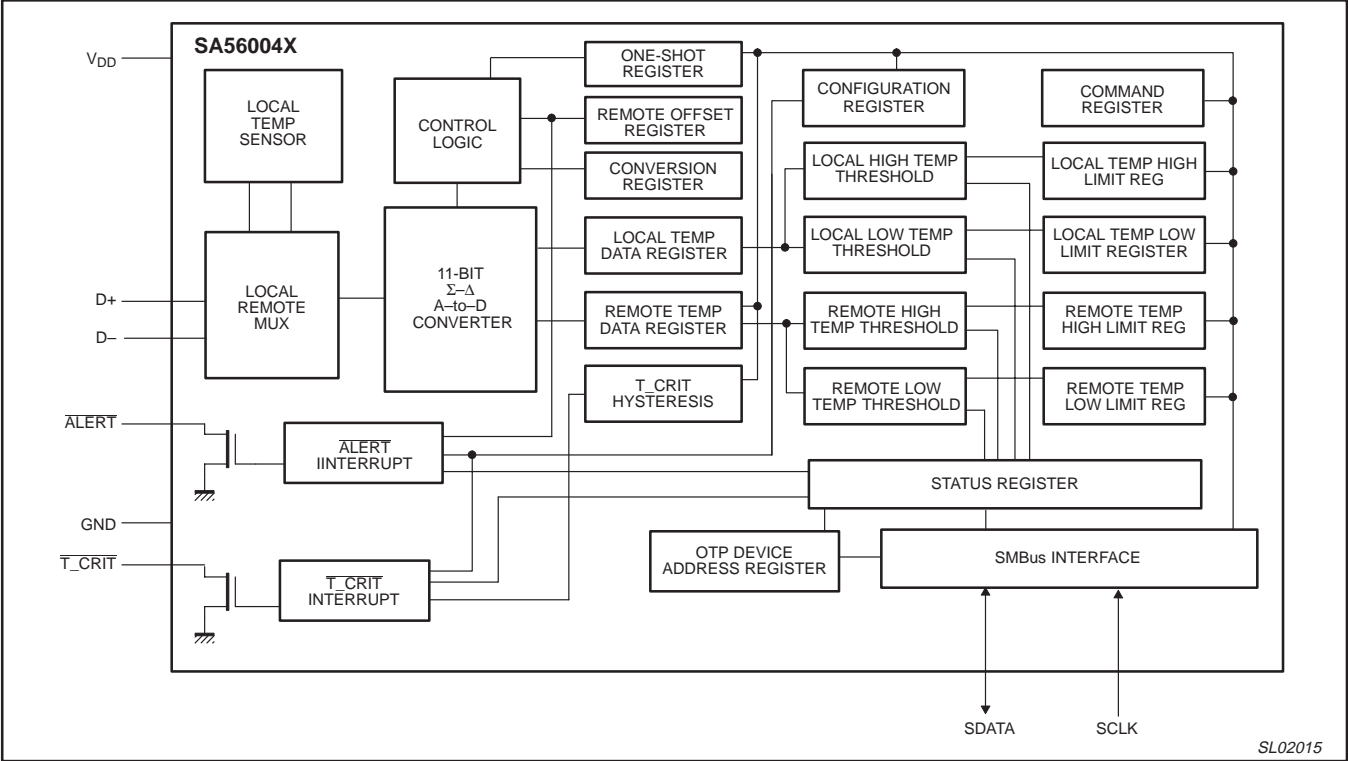 SA56004X
VDD
LOCAL
TEMP
SENSOR
CONTROL
LOGIC
ONE-SHOT
REGISTER
REMOTE OFFSET
REGISTER
CONVERSION
REGISTER
CONFIGURATION
REGISTER
COMMAND
REGISTER
LOCAL HIGH TEMP
THRESHOLD
LOCAL TEMP HIGH
LIMIT REG
D+
D–
LOCAL
REMOTE
MUX
11-BIT
Σ–Δ
A–to–D
CONVERTER
LOCAL TEMP
DATA REGISTER
LOCAL LOW TEMP
THRESHOLD
LOCAL TEMP LOW
LIMIT REGISTER
REMOTE TEMP
DATA REGISTER
REMOTE HIGH
TEMP THRESHOLD
REMOTE TEMP
HIGH LIMIT REG
T_CRIT
HYSTERESIS
REMOTE LOW
TEMP THRESHOLD
REMOTE TEMP
LOW LIMIT REG
ALERT
ALERT
IINTERRUPT
STATUS REGISTER
GND
T_CRIT
T_CRIT
INTERRUPT
OTP DEVICE
ADDRESS REGISTER
SMBus INTERFACE
SDATA
SCLK
SL02015